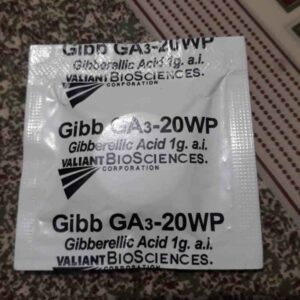 Gibb GA3-20WP
Gibberellic Acid 1g. a.i.
VALIANT BIOSCIENCES.
CORPORATION
Gibb GA3-20WP
Gibberellic Acid 1g. a.i.
VALIANT BIOSCIENCES.
CORPORATION
Gibb GA3-20WP
Gibberellic Acid 1g. a.i.
VALIANT BIOSCIENCES.
CORPORATION